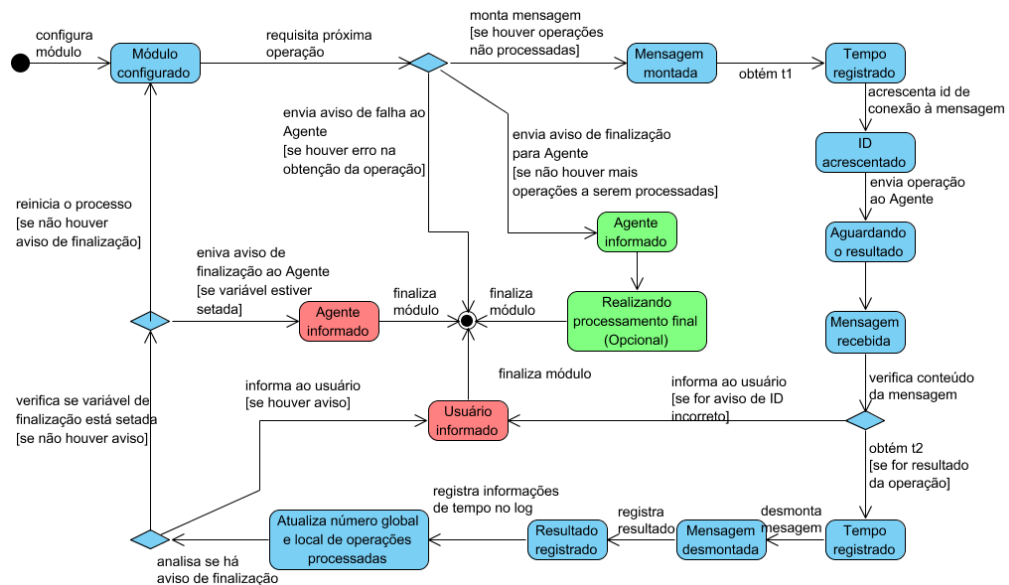 configura
módulo
Módulo
configurado
requisita próxima
operação
monta mensagem
[se houver operações
não processadas]
Mensagem
montada
obtém t1
Tempo
registrado
acrescenta id de
conexão à mensagem
ID
acrescentado
envia operação
ao Agente
Aguardando
o resultado
Mensagem
recebida
verifica conteúdo
da mensagem
envia aviso de falha ao
Agente
[se houver erro na
obtenção da operação]
envia aviso de finalização
para Agente
[se não houver mais
operações a serem processadas]
Agente
informado
Realizando
processamento final
(Opcional)
finaliza
módulo
reinicia o processo
[se não houver
aviso de finalização]
eniva aviso de
finalização ao Agente
[se variável estiver
setada]
Agente
informado
finaliza
módulo
finaliza módulo
informa ao usuário
[se for aviso de ID
incorreto]
Usuário
informado
informa ao usuário
[se houver aviso]
verifica se variável de
finalização está setada
[se não houver aviso]
obtém t2
[se for resultado
da operação]
Tempo
registrado
desmonta
mesagem
Mensagem
desmontada
registra
resultado
Resultado
registrado
registra informações
de tempo no log
Atualiza número global
e local de operações
processadas
analisa se há
aviso de finalização